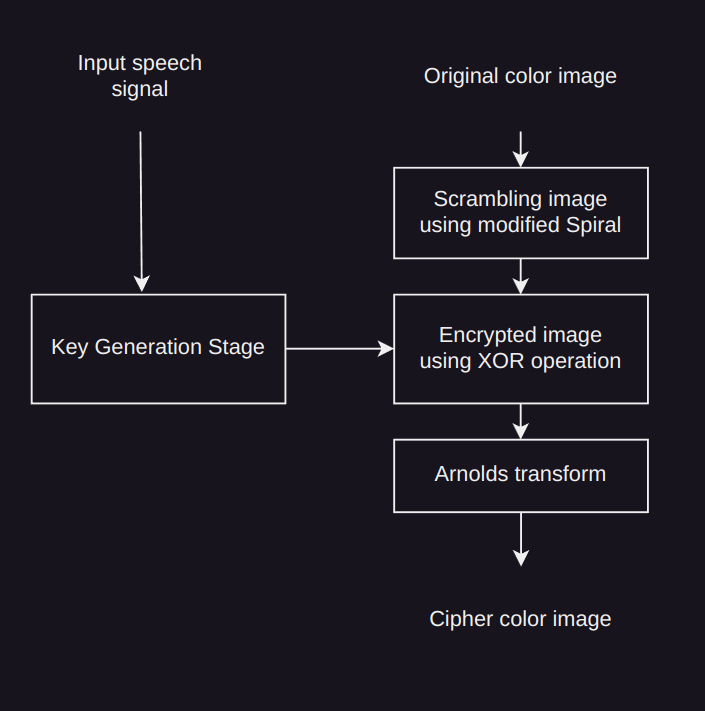 Input speech
signal
Original color image
Scrambling image
using modified Spiral
Key Generation Stage
Encrypted image
using XOR operation
Arnolds transform
Cipher color image